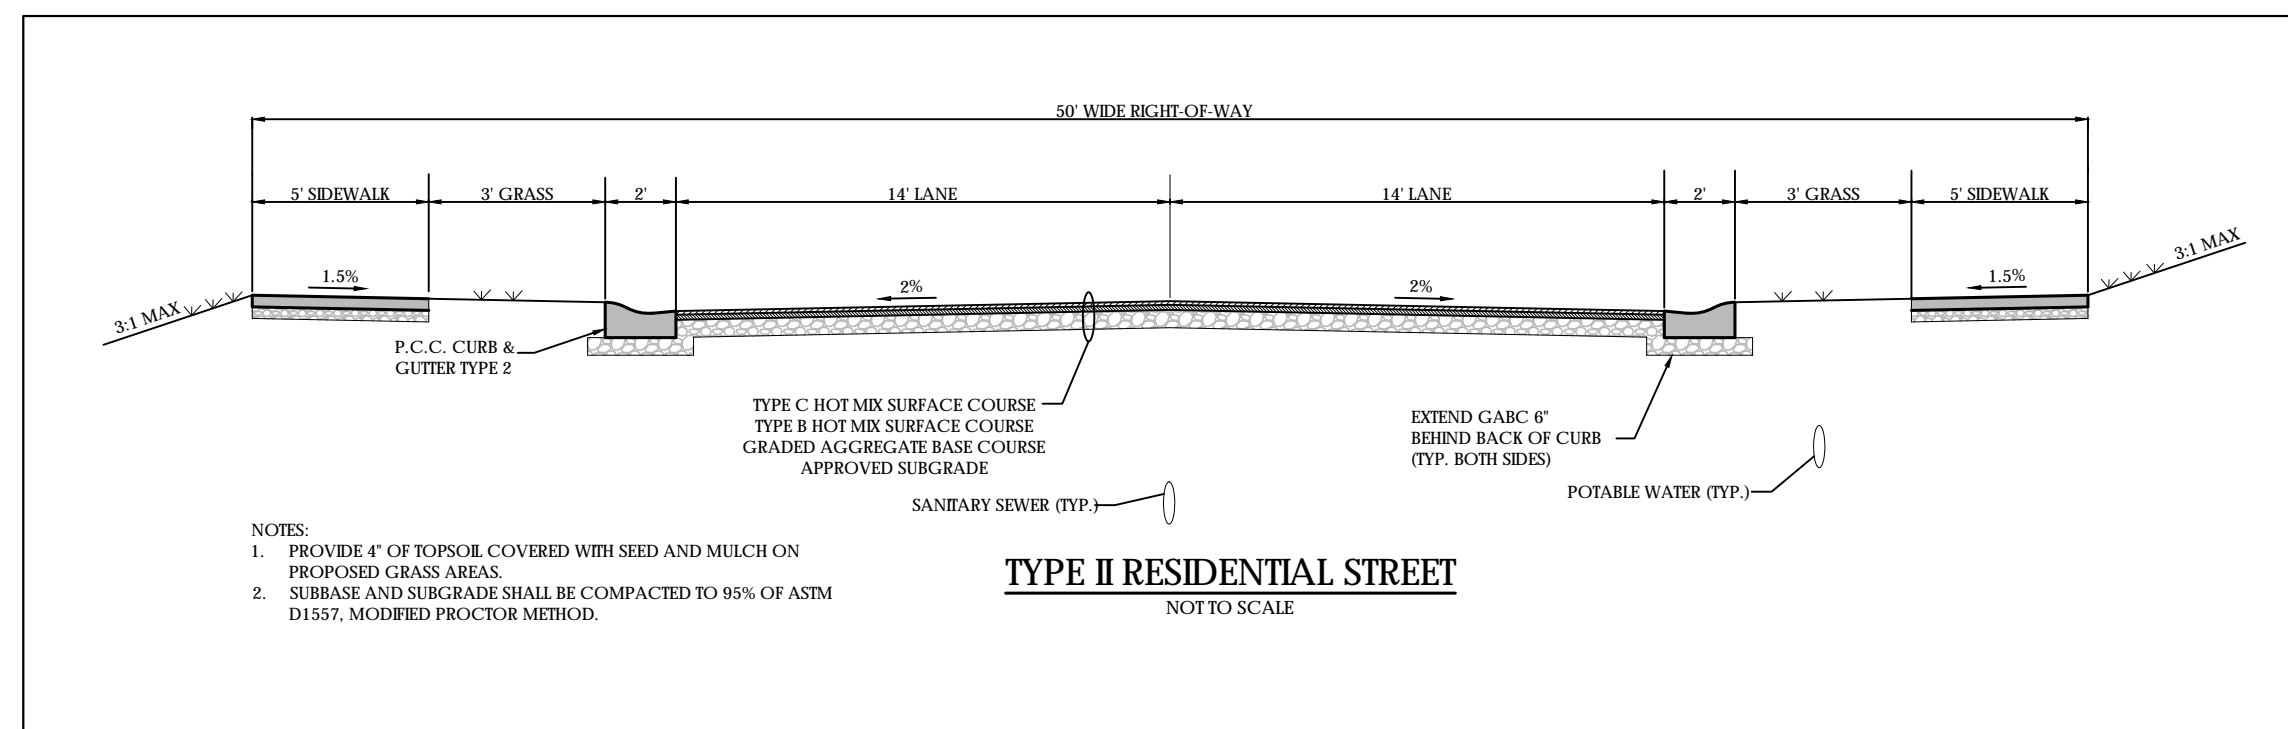 50' WIDE RIGHT-OF-WAY
5' SIDEWALK
3' GRASS
2'
14' LANE
14' LANE
2'
3' GRASS
5' SIDEWALK
3:1 MAX
1.5%
2%
2%
1.5%
3:1 MAX
P.C.C. CURB &
GUTTER TYPE 2
TYPE C HOT MIX SURFACE COURSE
TYPE B HOT MIX SURFACE COURSE
GRADED AGGREGATE BASE COURSE
APPROVED SUBGRADE
EXTEND GABC 6"
BEHIND BACK OF CURB
(TYP. BOTH SIDES)
SANITARY SEWER (TYP.)
POTABLE WATER (TYP.)
NOTES:
1. PROVIDE 4" OF TOPSOIL COVERED WITH SEED AND MULCH ON
PROPOSED GRASS AREAS.
2. SUBBASE AND SUBGRADE SHALL BE COMPACTED TO 95% OF ASTM
D1557, MODIFIED PROCTOR METHOD.
TYPE II RESIDENTIAL STREET
NOT TO SCALE